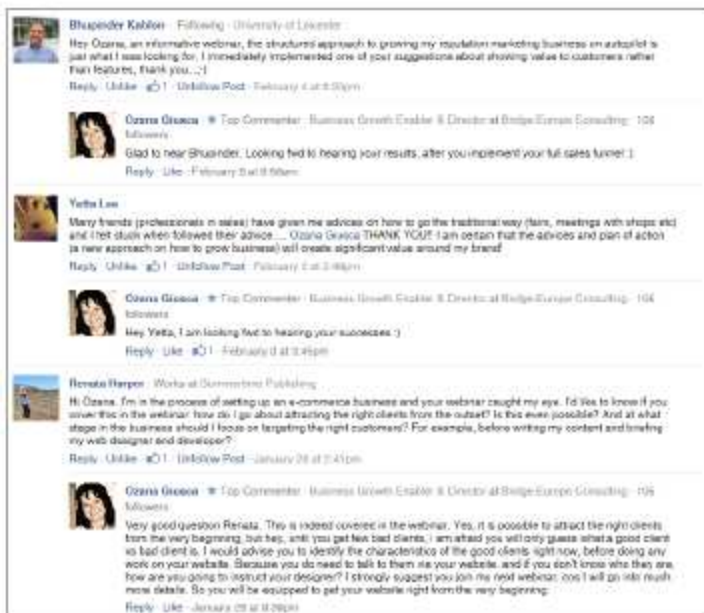 Bhupinder Kahlon · Following · University of Leicester
Hey Ozana, an informative webinar, the structured approach to growing my reputation marketing business on autopilot is
just what I was looking for. I immediately implemented one of your suggestions about showing value to customers rather
than features, thank you...;-)
Reply · Unlike · 1 · Unfollow Post · February 4 at
Ozana Giusca · Top Commenter · Business Growth Enabler & Director at Bridge Europe Consulting · 106
followers
Glad to hear Bhupinder. Looking fwd to hearing your results, after you implement your full sales funnel :)
Reply · Like · February 5 at
Yetta Lee
Many friends (professionals in sales) have given me advices on how to go the traditional way (fairs, meetings with shops etc)
and I felt stuck when followed their advice.... Ozana Giusca THANK YOU!! I am certain that the advices and plan of action
(a new approach on how to grow business) will create significant value around my brand!
Reply · Unlike · 1 · Unfollow Post · February
Ozana Giusca · Top Commenter · Business Growth Enabler & Director at Bridge Europe Consulting · 106
followers
Hey Yetta, I am looking fwd to hearing your successes :)
Reply · Like · 1 · February
Renata Harper · Works at Summertime Publishing
Hi Ozana. I'm in the process of setting up an e-commerce business and your webinar caught my eye. I'd like to know if you
cover this in the webinar: how do I go about attracting the right clients from the outset? Is this even possible? And at what
stage in the business should I focus on targeting the right customers? For example, before writing my content and briefing
my web designer and developer?
Reply · Unlike · 1 · Unfollow Post · January 28 at 2:41pm
Ozana Giusca · Top Commenter · Business Growth Enabler & Director at Bridge Europe Consulting · 106
followers
Very good question Renata. This is indeed covered in the webinar. Yes, it is possible to attract the right clients
from the very beginning, but hey, until you get few bad clients, i am afraid you will only guess what a good client
vs bad client is. I would advise you to identify the characteristics of the good clients right now, before doing any
work on your website. Because you do need to talk to them via your website, and if you don't know who they are,
how are you going to instruct your designer? I strongly suggest you join me next webinar, cos I will go into much
more details. So you will be equipped to get your website right from the very beginning.
Reply · Like · January